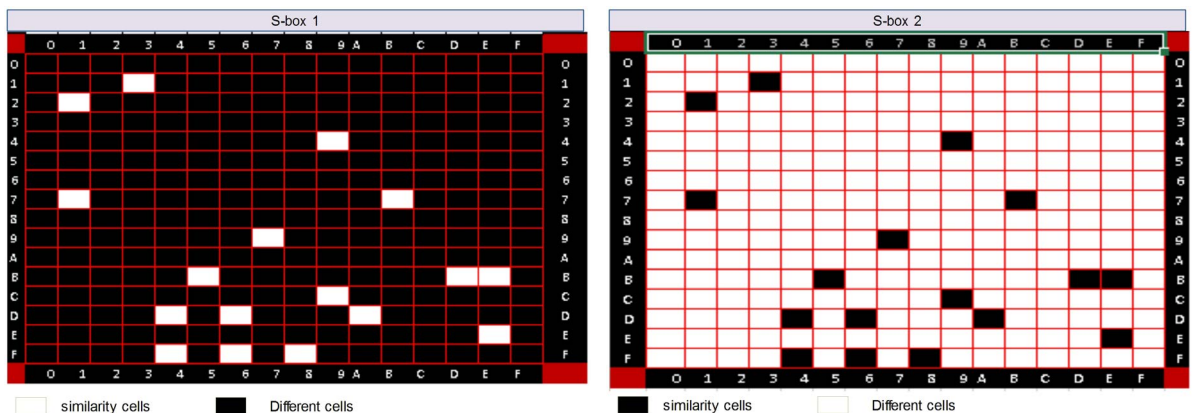 S-box 1
0 1 2 3 4 5 6 7 8 9 A B C D E F
0 0
1 1
2 2
3 3
4 4
5 5
6 6
7 7
8 8
9 9
A A
B B
C C
D D
E E
F F
0 1 2 3 4 5 6 7 8 9 A B C D E F
similarity cells Different cells
S-box 2
0 1 2 3 4 5 6 7 8 9 A B C D E F
0 0
1 1
2 2
3 3
4 4
5 5
6 6
7 7
8 8
9 9
A A
B B
C C
D D
E E
F F
0 1 2 3 4 5 6 7 8 9 A B C D E F
similarity cells Different cells